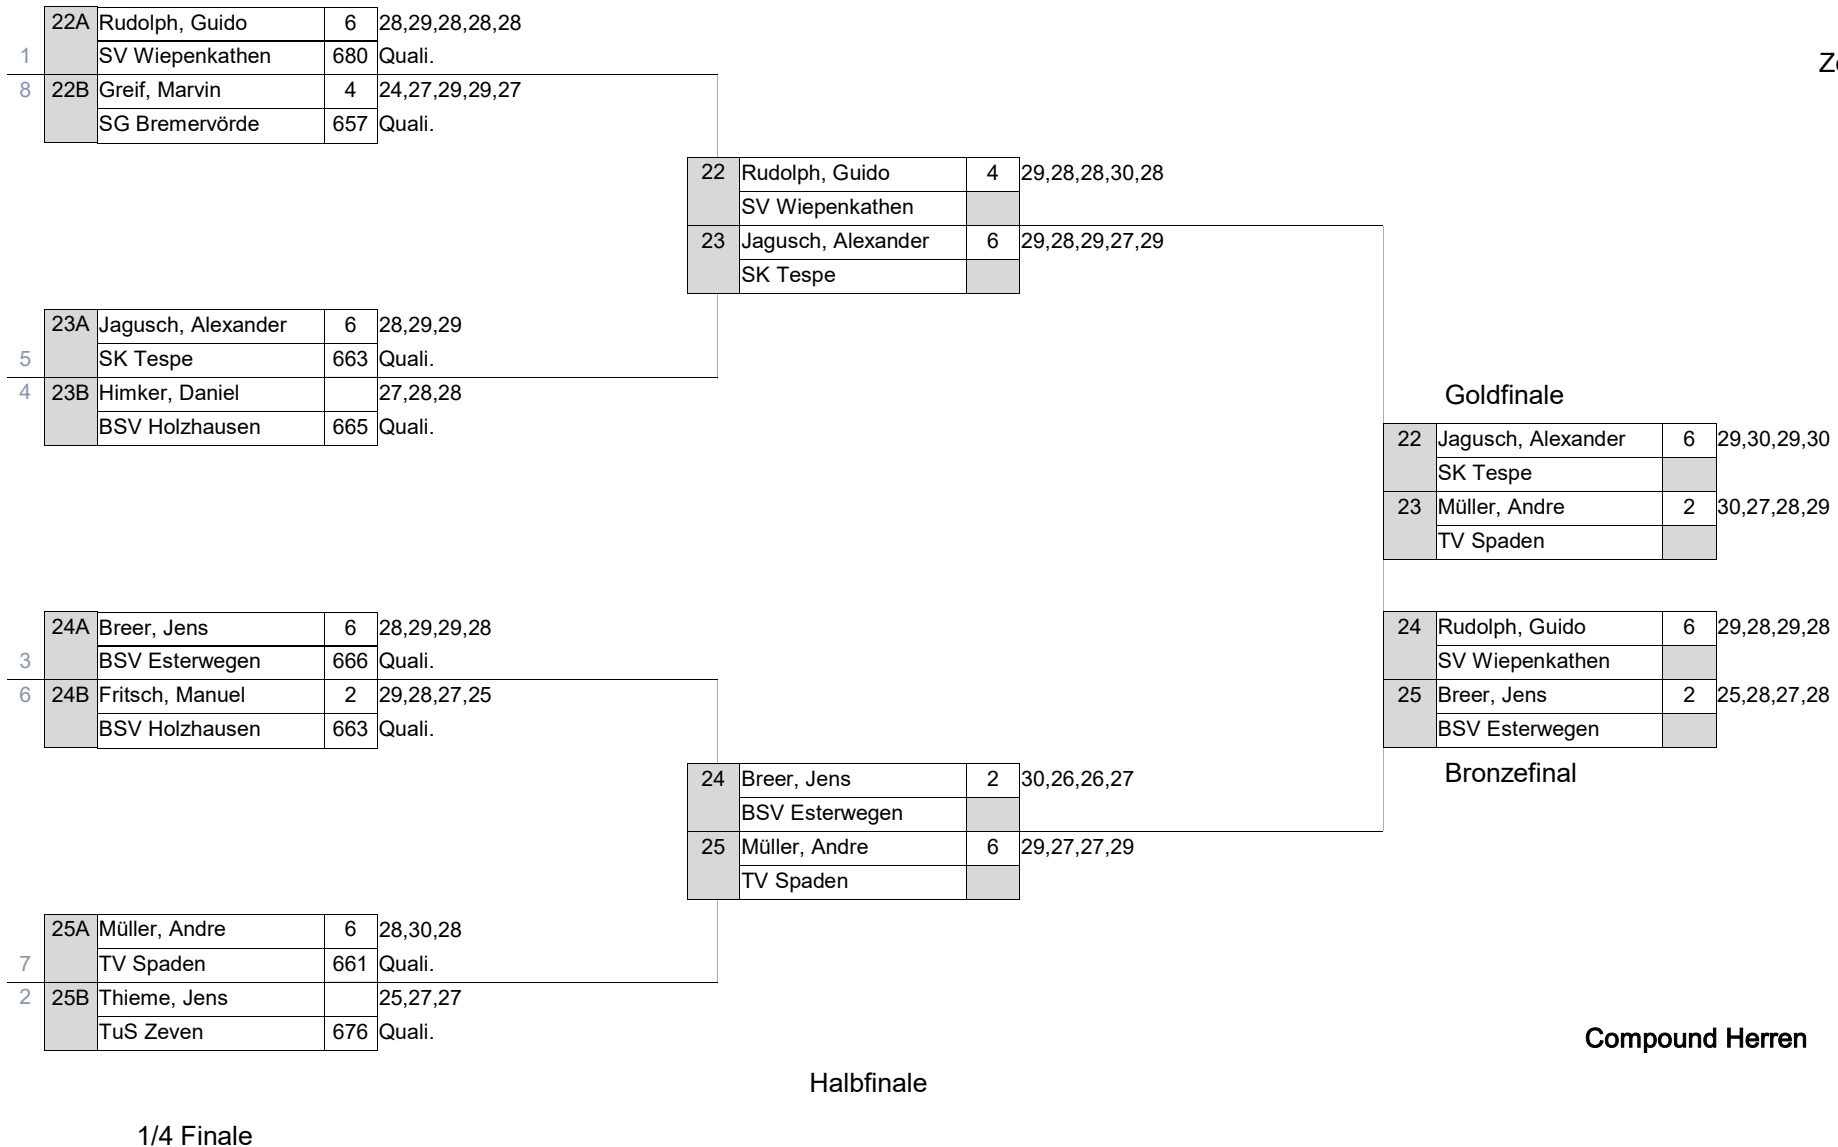 22A Rudolph, Guido 6 28,29,28,28,28
1 SV Wiepenkathen 680 Quali.
8 22B Greif, Marvin 4 24,27,29,29,27
SG Bremervörde 657 Quali.
22 Rudolph, Guido 4 29,28,28,30,28
SV Wiepenkathen
23 Jagusch, Alexander 6 29,28,29,27,29
SK Tespe
23A Jagusch, Alexander 6 28,29,29
5 SK Tespe 663 Quali.
4 23B Himker, Daniel 27,28,28
BSV Holzhausen 665 Quali.
Goldfinale
22 Jagusch, Alexander 6 29,30,29,30
SK Tespe
23 Müller, Andre 2 30,27,28,29
TV Spaden
24A Breer, Jens 6 28,29,29,28
3 BSV Esterwegen 666 Quali.
6 24B Fritsch, Manuel 2 29,28,27,25
BSV Holzhausen 663 Quali.
24 Rudolph, Guido 6 29,28,29,28
SV Wiepenkathen
25 Breer, Jens 2 25,28,27,28
BSV Esterwegen
Bronzefinal
24 Breer, Jens 2 30,26,26,27
BSV Esterwegen
25 Müller, Andre 6 29,27,27,29
TV Spaden
25A Müller, Andre 6 28,30,28
7 TV Spaden 661 Quali.
2 25B Thieme, Jens 25,27,27
TuS Zeven 676 Quali.
Compound Herren
Halbfinale
1/4 Finale